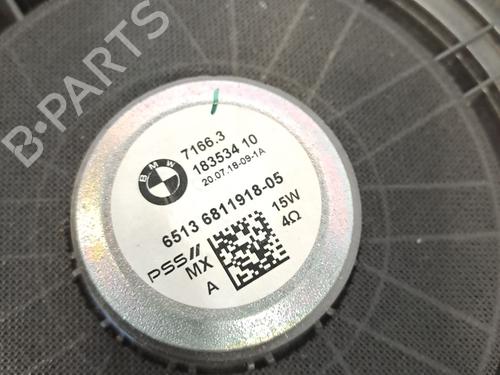 B-PARTS
BMW
7166.3
183534 10
20.07.18-09-1A
6513 6811918-05
PSS//
MX
A
15W
4Ω